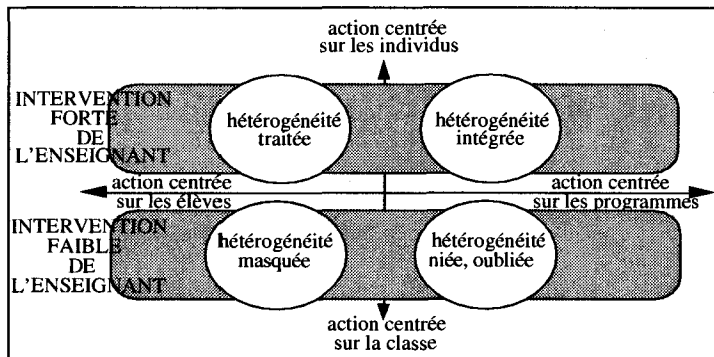 action centrée
sur les individus
INTERVENTION
FORTE
DE
L'ENSEIGNANT
hétérogénéité
traitée
hétérogénéité
intégrée
action centrée
sur les élèves
action centrée
sur les programmes
INTERVENTION
FAIBLE
DE
L'ENSEIGNANT
hétérogénéité
masquée
hétérogénéité
niée, oubliée
action centrée
sur la classe